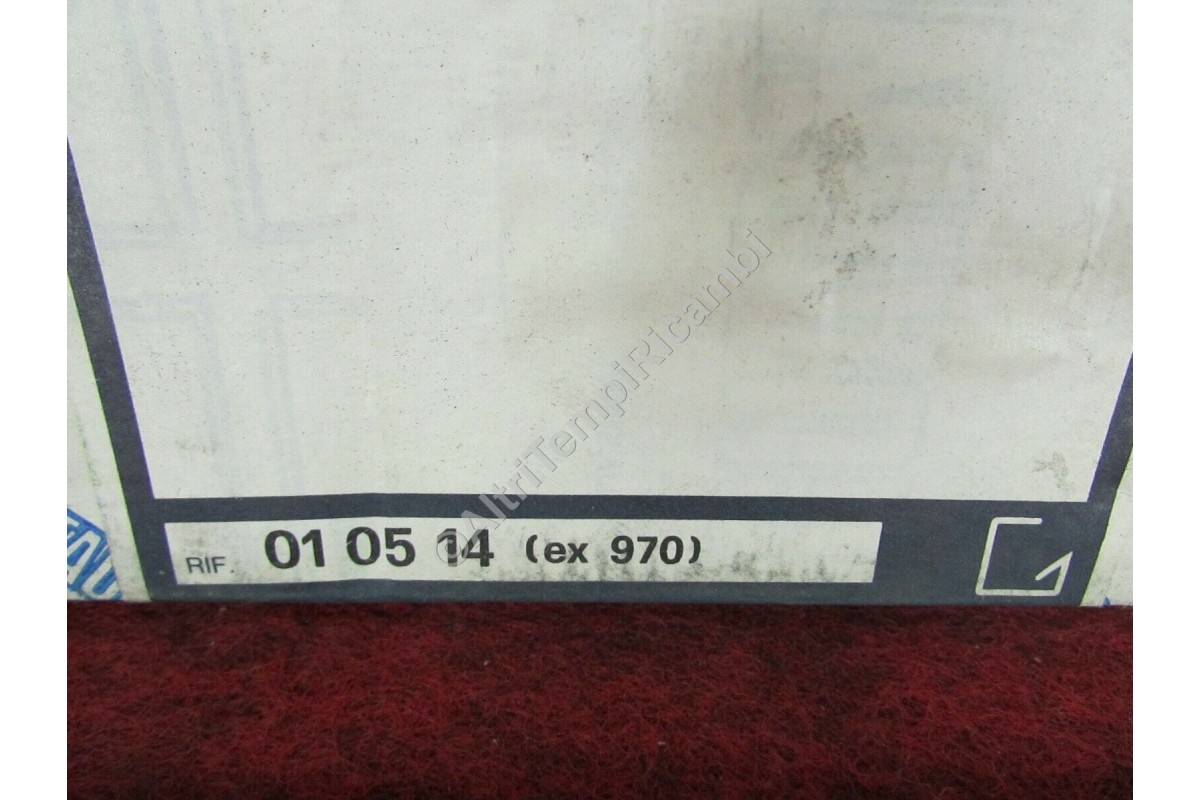 ©AltriTempiRicambi
RIF. 01 05 14 (ex 970)